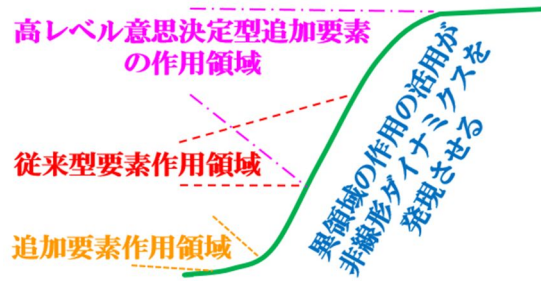 高レベル意思決定型追加要素
の作用領域
従来型要素作用領域
追加要素作用領域
異領域の作用の活用が
非線形ダイナミクスを
発現させる